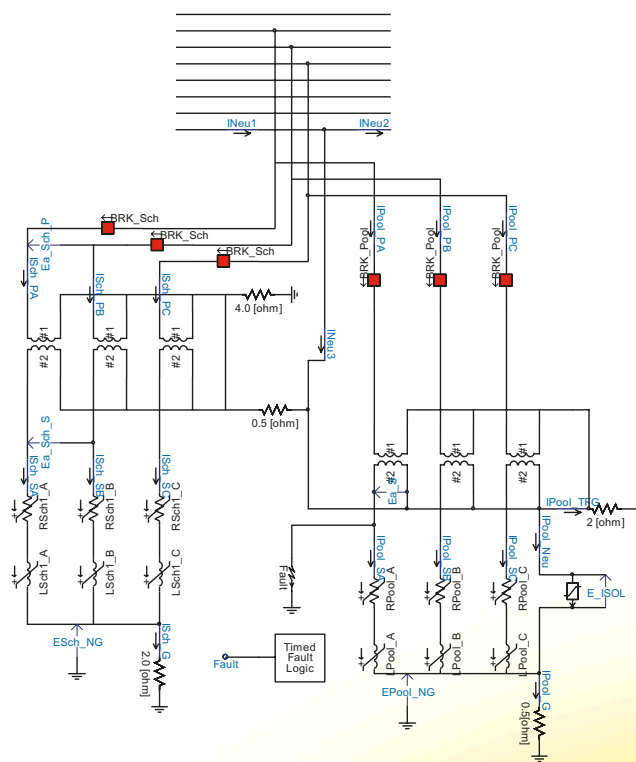 INeu1
INeu2
BRK_Sch
BRK_Sch
BRK_Sch
Ea_Sch_P
ISch_PA
ISch_PB
ISch_PC
IPool_PA
IPool_PB
IPool_PC
BRK_Pool
BRK_Pool
BRK_Pool
4.0 [ohm]
#1
#2
#1
#2
#1
#2
INeu3
0.5 [ohm]
Ea_Sch_S
ISch_SA
ISch_SB
ISch_SC
RSch1_A
RSch1_B
RSch1_C
LSch1_A
LSch1_B
LSch1_C
ESch_NG
ISch_G
2.0 [ohm]
#1
#2
#1
#2
#1
#2
IPool_TFG
2 [ohm]
IPool_Neu
E_ISOL
Fault
IPool_SA
IPool_SB
IPool_SC
RPool_A
RPool_B
RPool_C
LPool_A
LPool_B
LPool_C
Fault
Timed
Fault
Logic
EPool_NG
IPool_G
0.5[ohm]